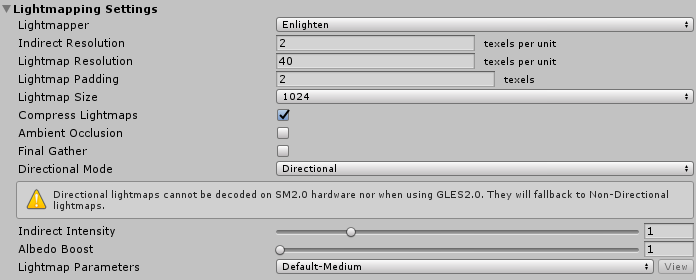 Lightmapping Settings
Lightmapper Enlighten
Indirect Resolution 2 texels per unit
Lightmap Resolution 40 texels per unit
Lightmap Padding 2 texels
Lightmap Size 1024
Compress Lightmaps
Ambient Occlusion
Final Gather
Directional Mode Directional
Directional lightmaps cannot be decoded on SM2.0 hardware nor when using GLES2.0. They will fallback to Non-Directional
lightmaps.
Indirect Intensity 1
Albedo Boost 1
Lightmap Parameters Default-Medium View